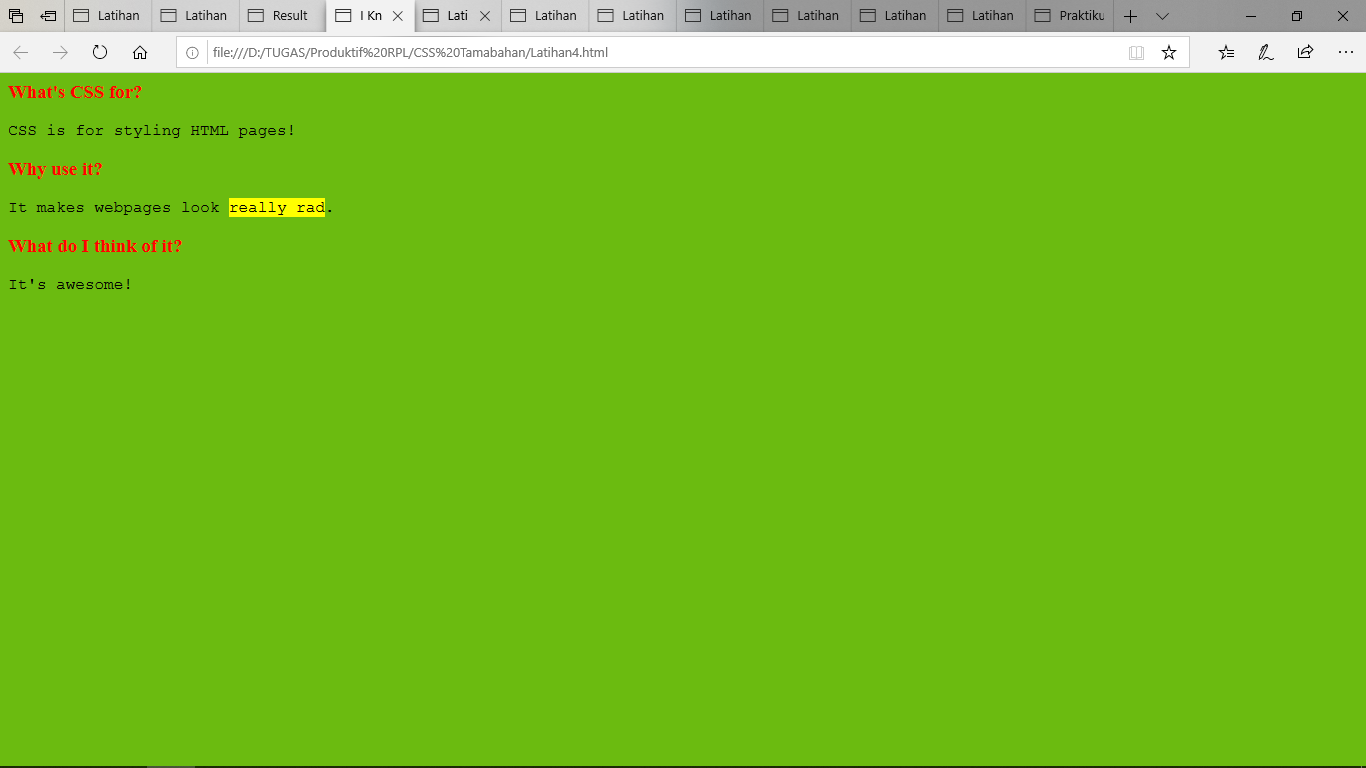 Latihan Latihan Result I Kn Lati Latihan Latihan Latihan Latihan Latihan Latihan Praktiku
file:///D:/TUGAS/Produktif%20RPL/CSS%20Tamabahan/Latihan4.html
What's CSS for?
CSS is for styling HTML pages!
Why use it?
It makes webpages look really rad.
What do I think of it?
It's awesome!